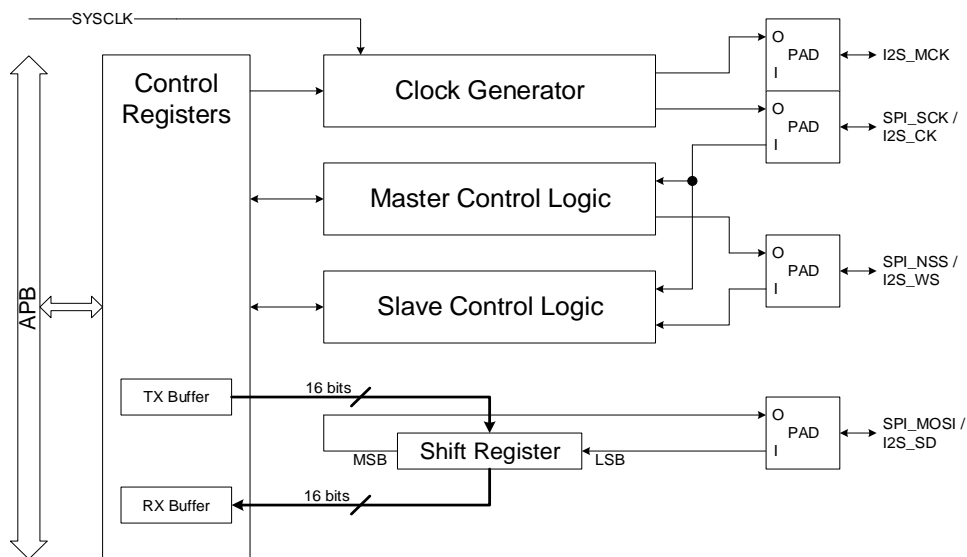 SYSCLK
O
PAD
I
I2S_MCK
Control
Registers
Clock Generator
O
PAD
I
SPI_SCK /
I2S_CK
Master Control Logic
O
PAD
I
SPI_NSS /
I2S_WS
APB
Slave Control Logic
TX Buffer
16 bits
O
PAD
I
SPI_MOSI /
I2S_SD
MSB
Shift Register
LSB
RX Buffer
16 bits